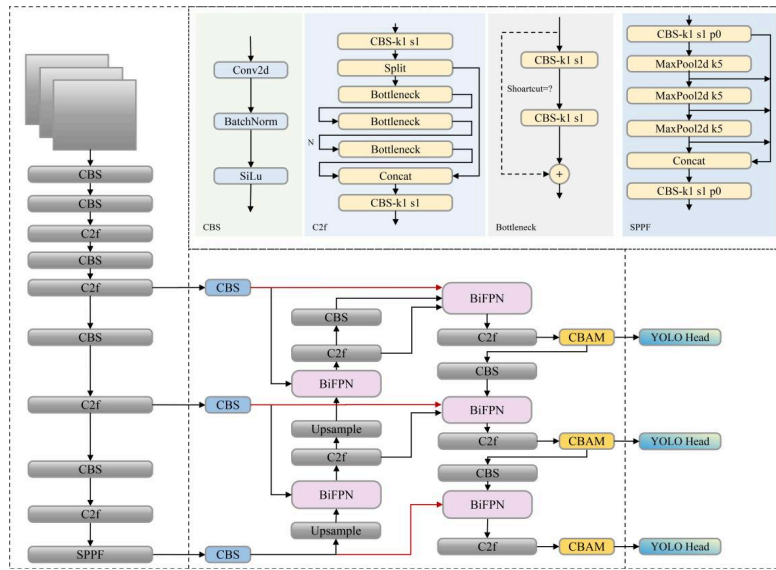 CBS
CBS
C2f
CBS
C2f
CBS
C2f
CBS
C2f
SPPF
Conv2d
BatchNorm
SiLu
CBS
CBS-k1 s1
Split
Bottleneck
Bottleneck
N
Bottleneck
Concat
CBS-k1 s1
C2f
CBS-k1 s1
Shoartcut=?
CBS-k1 s1
+
Bottleneck
CBS-k1 s1 p0
MaxPool2d k5
MaxPool2d k5
MaxPool2d k5
Concat
CBS-k1 s1 p0
SPPF
CBS
BiFPN
CBS
C2f
CBAM
YOLO Head
C2f
CBS
BiFPN
CBS
BiFPN
Upsample
C2f
CBAM
YOLO Head
C2f
CBS
BiFPN
BiFPN
Upsample
C2f
CBAM
YOLO Head
CBS